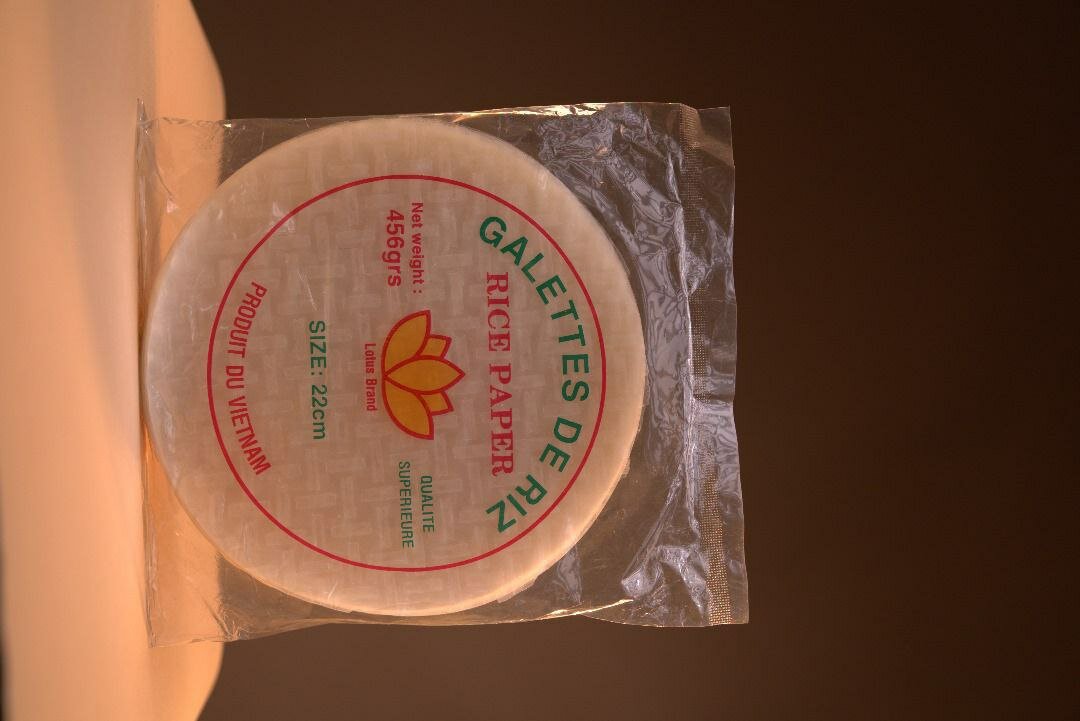 GALETTES DE RIZ
RICE PAPER
Net weight :
456grs
Lotus Brand
QUALITE
SUPERIEURE
SIZE: 22cm
PRODUIT DU VIETNAM